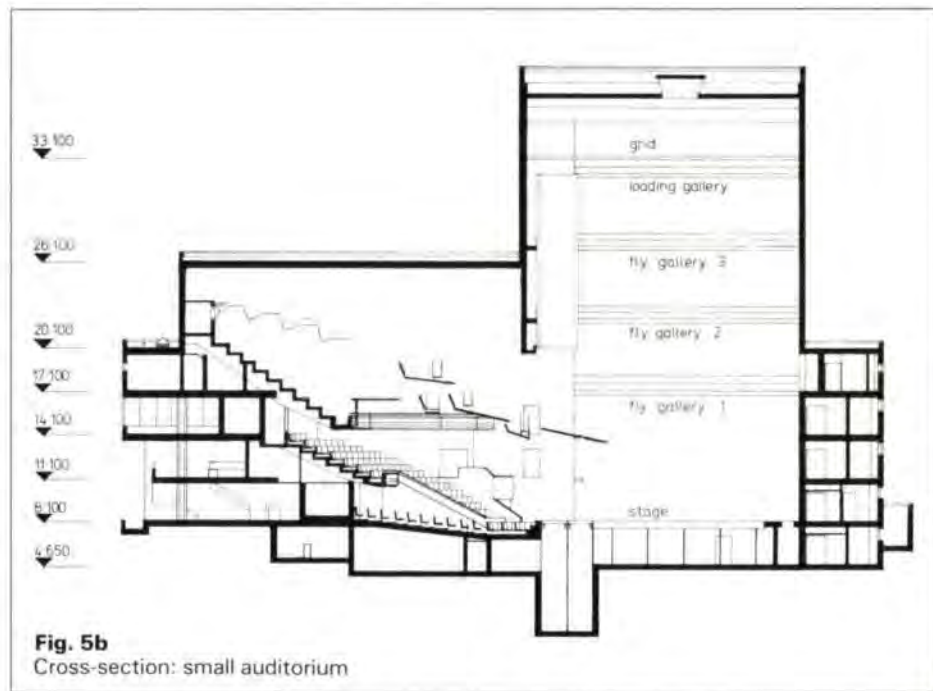 33·100
26·100
20·100
17·100
14·100
11·100
8·100
4·650
grid
loading gallery
fly gallery 3
fly gallery 2
fly gallery 1
stage
Fig. 5b
Cross-section: small auditorium